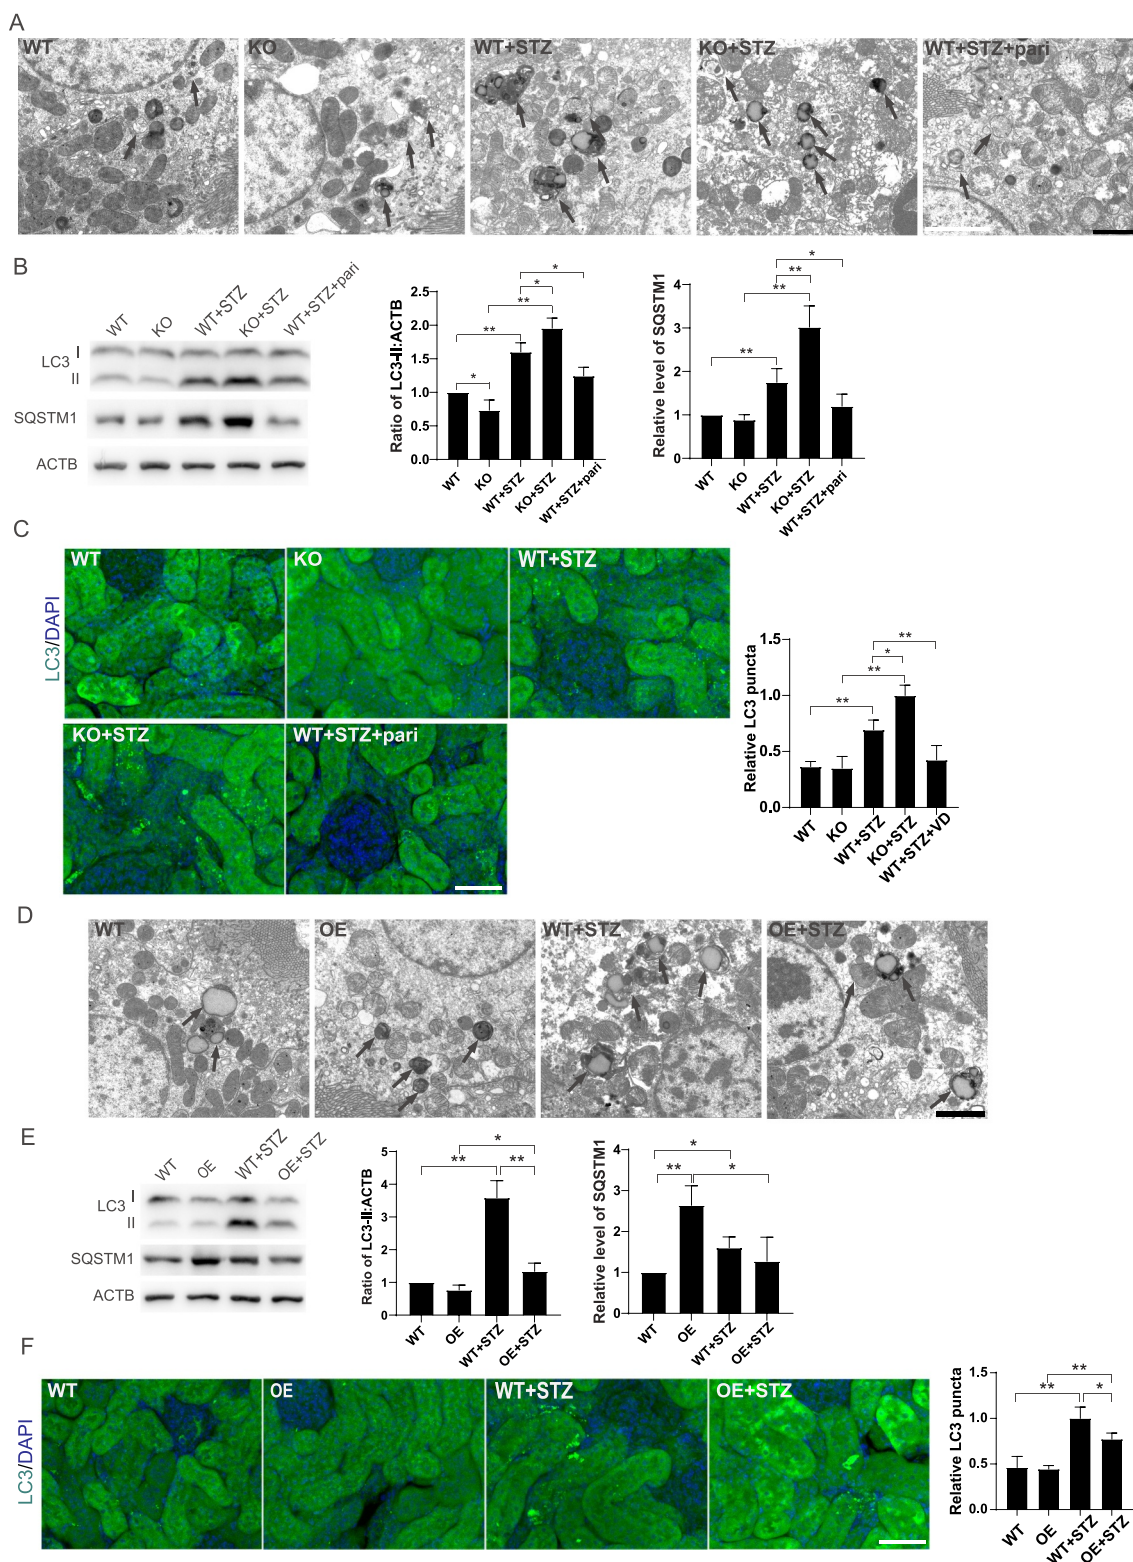 A
WT
KO
WT+STZ
KO+STZ
WT+STZ+pari
B
WT
KO
WT+STZ
KO+STZ
WT+STZ+pari
LC3
I
II
SQSTM1
ACTB
Ratio of LC3-II:ACTB
2.5
2.0
1.5
1.0
0.5
0.0
*
**
**
*
*
WT
KO
WT+STZ
KO+STZ
WT+STZ+pari
Relative level of SQSTM1
4
3
2
1
0
**
**
**
*
WT
KO
WT+STZ
KO+STZ
WT+STZ+pari
C
LC3/DAPI
WT
KO
WT+STZ
KO+STZ
WT+STZ+pari
Relative LC3 puncta
1.5
1.0
0.5
0.0
**
**
*
**
WT
KO
WT+STZ
KO+STZ
WT+STZ+VD
D
WT
OE
WT+STZ
OE+STZ
E
WT
OE
WT+STZ
OE+STZ
LC3
I
II
SQSTM1
ACTB
Ratio of LC3-II:ACTB
5
4
3
2
1
0
*
**
**
WT
OE
WT+STZ
OE+STZ
Relative level of SQSTM1
4
3
2
1
0
*
**
*
WT
OE
WT+STZ
OE+STZ
F
LC3/DAPI
WT
OE
WT+STZ
OE+STZ
Relative LC3 puncta
1.5
1.0
0.5
0.0
**
**
*
WT
OE
WT+STZ
OE+STZ